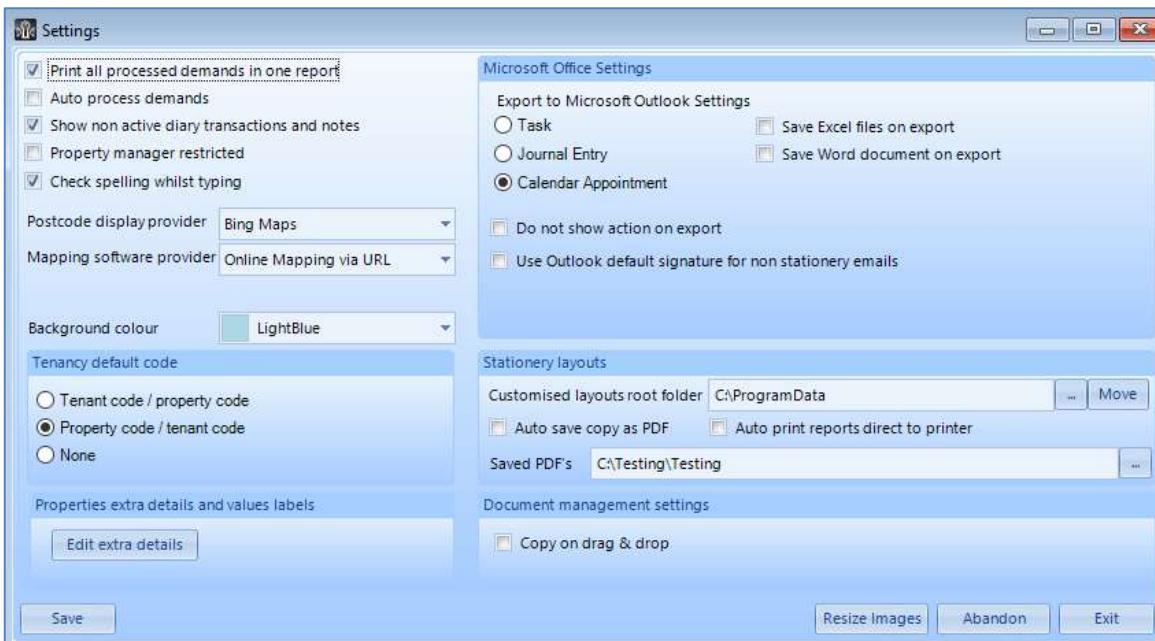 Settings
Print all processed demands in one report
Auto process demands
Show non active diary transactions and notes
Property manager restricted
Check spelling whilst typing
Postcode display provider Bing Maps
Mapping software provider Online Mapping via URL
Background colour LightBlue
Tenancy default code
Tenant code / property code
Property code / tenant code
None
Properties extra details and values labels
Edit extra details
Microsoft Office Settings
Export to Microsoft Outlook Settings
Task Save Excel files on export
Journal Entry Save Word document on export
Calendar Appointment
Do not show action on export
Use Outlook default signature for non stationery emails
Stationery layouts
Customised layouts root folder C:\ProgramData ... Move
Auto save copy as PDF Auto print reports direct to printer
Saved PDF's C:\Testing\Testing ...
Document management settings
Copy on drag & drop
Save Resize Images Abandon Exit